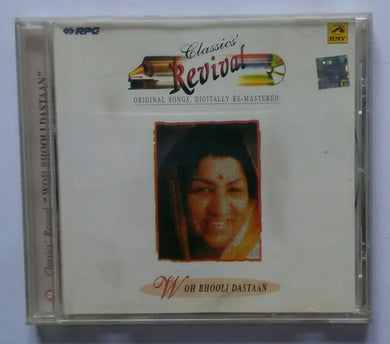 RPG
HMV
Classics'
Revival
ORIGINAL SONGS, DIGITALLY RE-MASTERED
WOH BHOOLI DASTAAN
Classics' Revival "WOH BHOOLI DASTAAN"